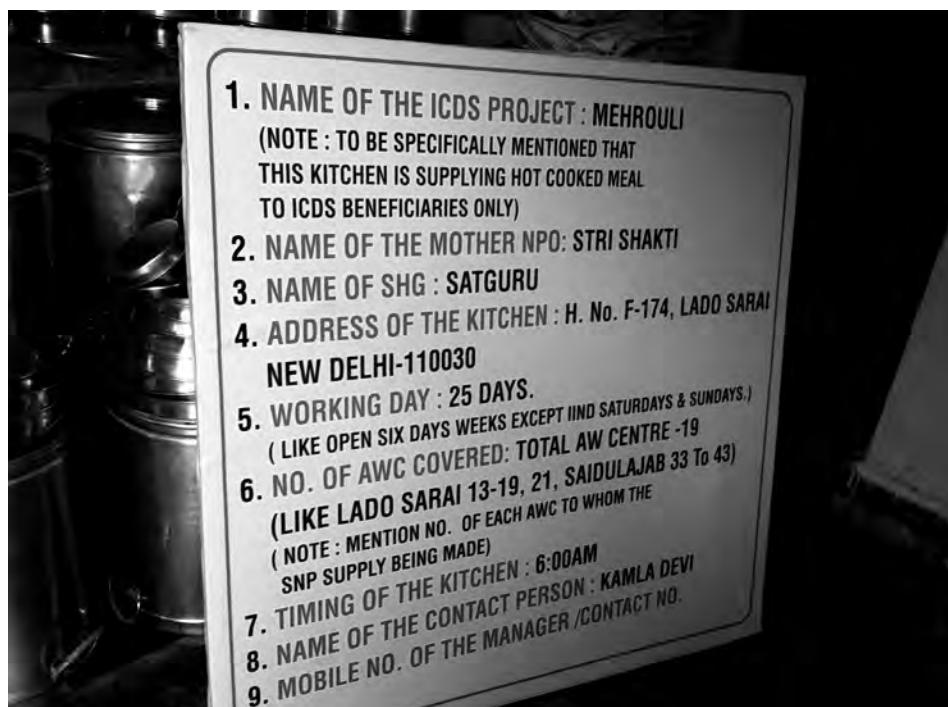 1. NAME OF THE ICDS PROJECT : MEHROULI
(NOTE : TO BE SPECIFICALLY MENTIONED THAT
THIS KITCHEN IS SUPPLYING HOT COOKED MEAL
TO ICDS BENEFICIARIES ONLY)
2. NAME OF THE MOTHER NPO: STRI SHAKTI
3. NAME OF SHG : SATGURU
4. ADDRESS OF THE KITCHEN : H. No. F-174, LADO SARAI
NEW DELHI-110030
5. WORKING DAY : 25 DAYS.
( LIKE OPEN SIX DAYS WEEKS EXCEPT IIND SATURDAYS & SUNDAYS.)
6. NO. OF AWC COVERED: TOTAL AW CENTRE -19
(LIKE LADO SARAI 13-19, 21, SAIDULAJAB 33 To 43)
( NOTE : MENTION NO. OF EACH AWC TO WHOM THE
SNP SUPPLY BEING MADE)
7. TIMING OF THE KITCHEN : 6:00AM
8. NAME OF THE CONTACT PERSON : KAMLA DEVI
9. MOBILE NO. OF THE MANAGER /CONTACT NO.